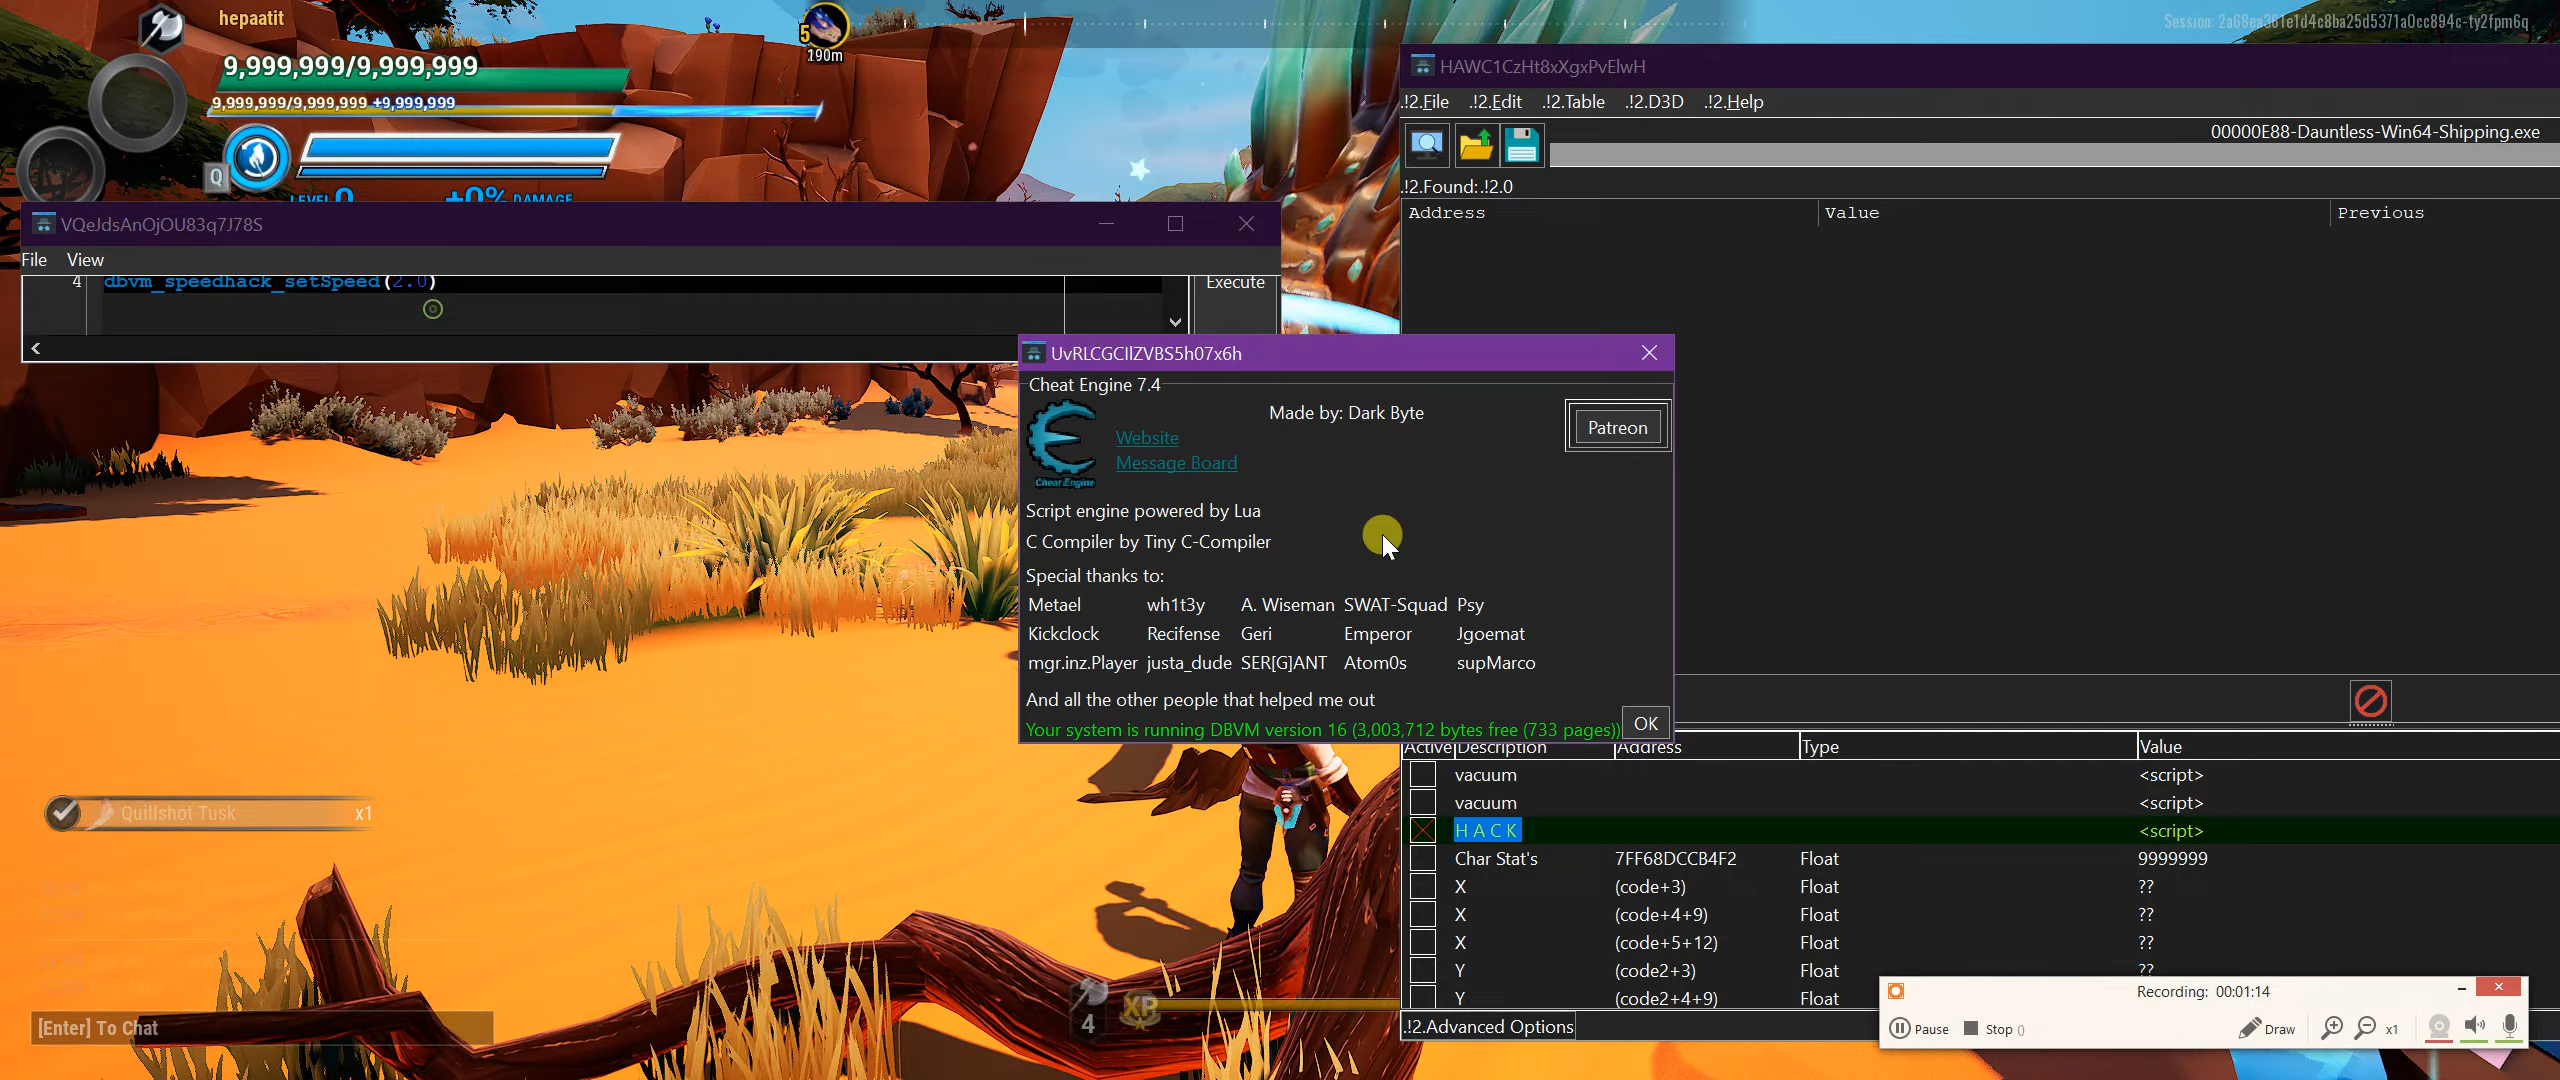 hepaatit
9,999,999/9,999,999
9,999,999/9,999,999 +9,999,999
Q
LEVEL 0 +0% DAMAGE
5
190m
Session: 2a68ea381e1d4c8ba25d5371a0cc894c-ty2fpm6q
VQeJdsAnOjOU83q7J78S
File View
4 dbvm_speedhack_setSpeed(2.0)
Execute
HAWC1CzHt8xXgxPvElwH
.!2.File .!2.Edit .!2.Table .!2.D3D .!2.Help
00000E88-Dauntless-Win64-Shipping.exe
.!2.Found:.!2.0
Address Value Previous
UvRLCGCIlZVBS5h07x6h
Cheat Engine 7.4
Made by: Dark Byte
Patreon
Website
Message Board
Cheat Engine
Script engine powered by Lua
C Compiler by Tiny C-Compiler
Special thanks to:
Metael wh1t3y A. Wiseman SWAT-Squad Psy
Kickclock Recifense Geri Emperor Jgoemat
mgr.inz.Player justa_dude SER[G]ANT Atom0s supMarco
And all the other people that helped me out
Your system is running DBVM version 16 (3,003,712 bytes free (733 pages))
OK
Active Description Address Type Value
vacuum <script>
vacuum <script>
H A C K <script>
Char Stat's 7FF68DCCB4F2 Float 9999999
X (code+3) Float ??
X (code+4+9) Float ??
X (code+5+12) Float ??
Y (code2+3) Float ??
Y (code2+4+9) Float
.!2.Advanced Options
Quillshot Tusk x1
[Enter] To Chat
4
XP
Recording: 00:01:14
Pause Stop () Draw x1